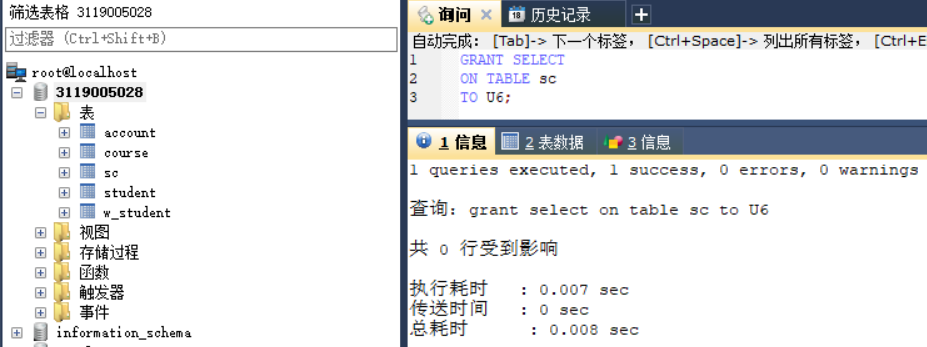 筛选表格 3119005028
过滤器 (Ctrl+Shift+B)
root@localhost
3119005028
表
account
course
sc
student
w_student
视图
存储过程
函数
触发器
事件
information_schema
询问
18 历史记录
自动完成: [Tab]-> 下一个标签, [Ctrl+Space]-> 列出所有标签, [Ctrl+E
1 GRANT SELECT
2 ON TABLE sc
3 TO U6;
1 信息 2 表数据 3 信息
1 queries executed, 1 success, 0 errors, 0 warnings
查询: grant select on table sc to U6
共 0 行受到影响
执行耗时 : 0.007 sec
传送时间 : 0 sec
总耗时 : 0.008 sec